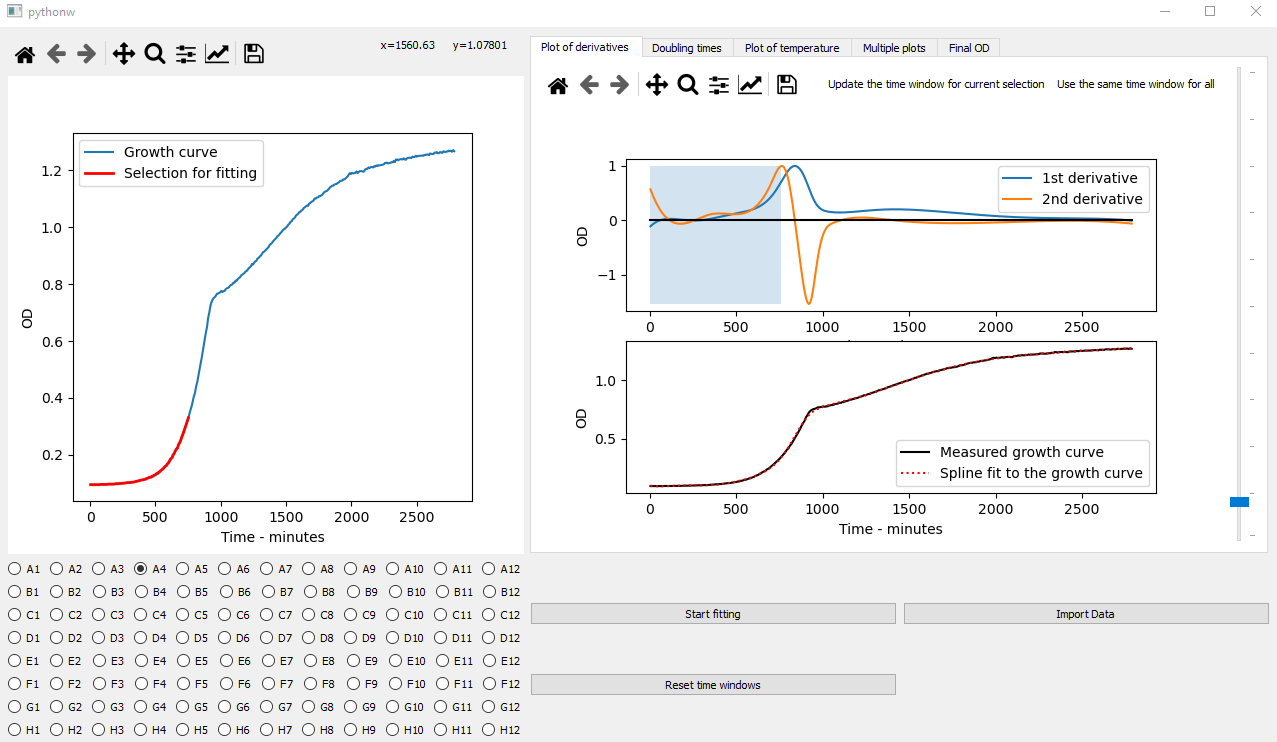 pythonw
x=1560.63 y=1.07801
Growth curve
Selection for fitting
1.2
1.0
0.8
0.6
0.4
0.2
OD
0 500 1000 1500 2000 2500
Time - minutes
Plot of derivatives Doubling times Plot of temperature Multiple plots Final OD
Update the time window for current selection Use the same time window for all
1st derivative
2nd derivative
1
0
−1
OD
0 500 1000 1500 2000 2500
1.0
0.5
OD
Measured growth curve
Spline fit to the growth curve
0 500 1000 1500 2000 2500
Time - minutes
A1 A2 A3 A4 A5 A6 A7 A8 A9 A10 A11 A12
B1 B2 B3 B4 B5 B6 B7 B8 B9 B10 B11 B12
C1 C2 C3 C4 C5 C6 C7 C8 C9 C10 C11 C12
D1 D2 D3 D4 D5 D6 D7 D8 D9 D10 D11 D12
E1 E2 E3 E4 E5 E6 E7 E8 E9 E10 E11 E12
F1 F2 F3 F4 F5 F6 F7 F8 F9 F10 F11 F12
G1 G2 G3 G4 G5 G6 G7 G8 G9 G10 G11 G12
H1 H2 H3 H4 H5 H6 H7 H8 H9 H10 H11 H12
Start fitting Import Data
Reset time windows